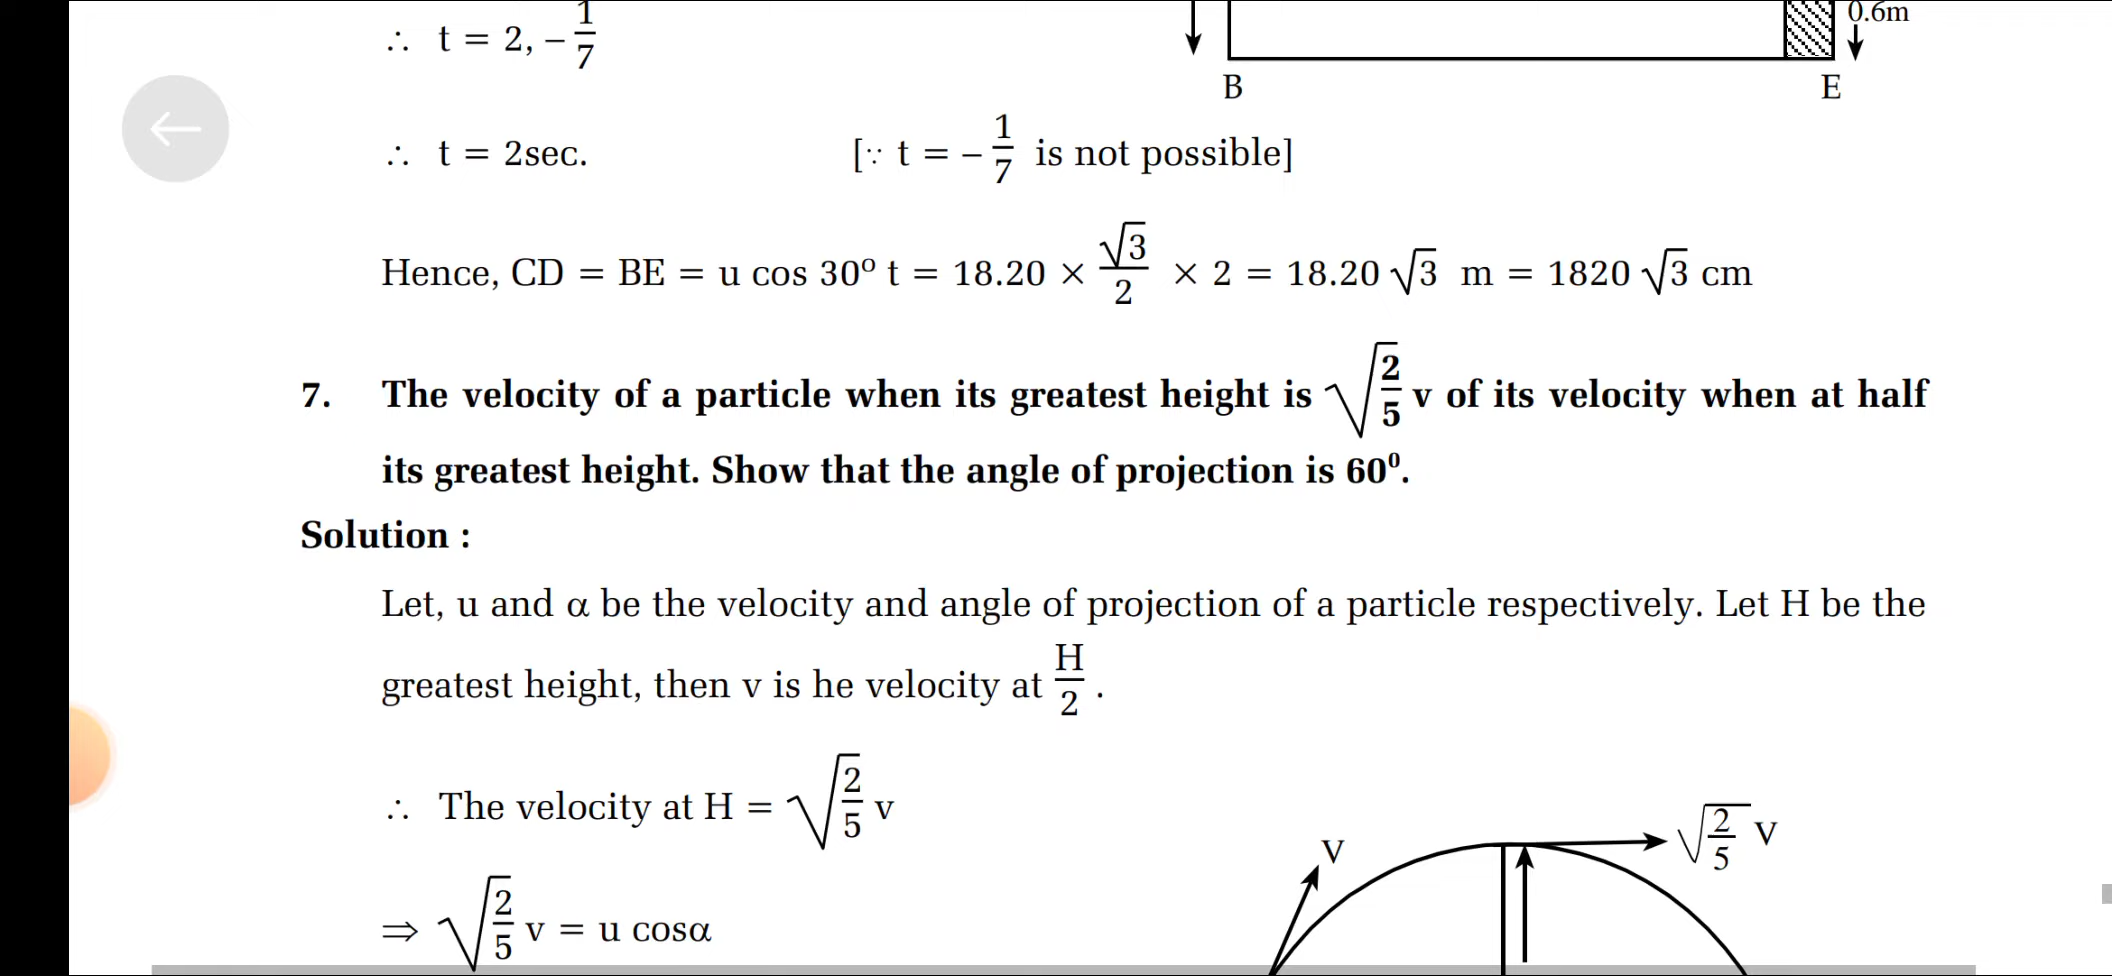 ∴ t = 2, – 1/7
0.6m
B E
∴ t = 2sec. [∵ t = – 1/7 is not possible]
Hence, CD = BE = u cos 30⁰ t = 18.20 × √3/2 × 2 = 18.20 √3 m = 1820 √3 cm
7. The velocity of a particle when its greatest height is √(2/5) v of its velocity when at half
its greatest height. Show that the angle of projection is 60⁰.
Solution :
Let, u and α be the velocity and angle of projection of a particle respectively. Let H be the
greatest height, then v is he velocity at H/2 .
∴ The velocity at H = √(2/5) v
⇒ √(2/5) v = u cosα
V
√(2/5) V